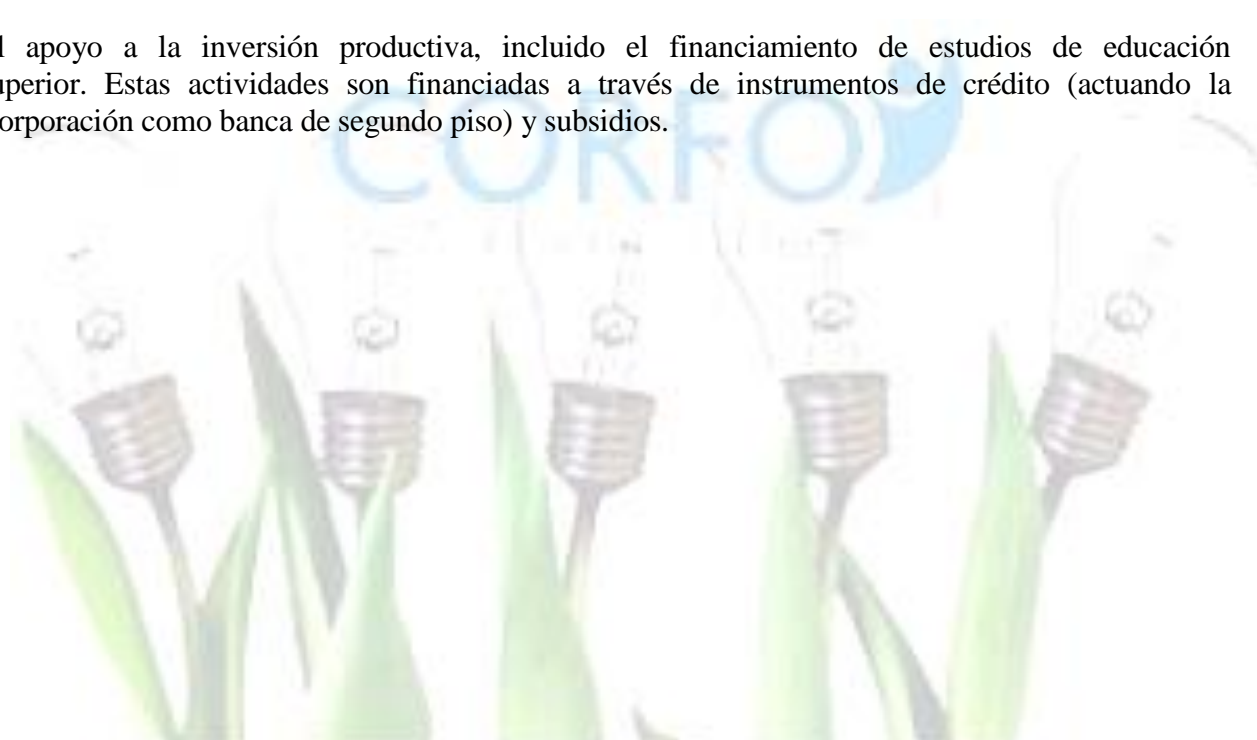 l apoyo a la inversión productiva, incluido el financiamiento de estudios de educación
uperior. Estas actividades son financiadas a través de instrumentos de crédito (actuando la
orporación como banca de segundo piso) y subsidios.
CORFO